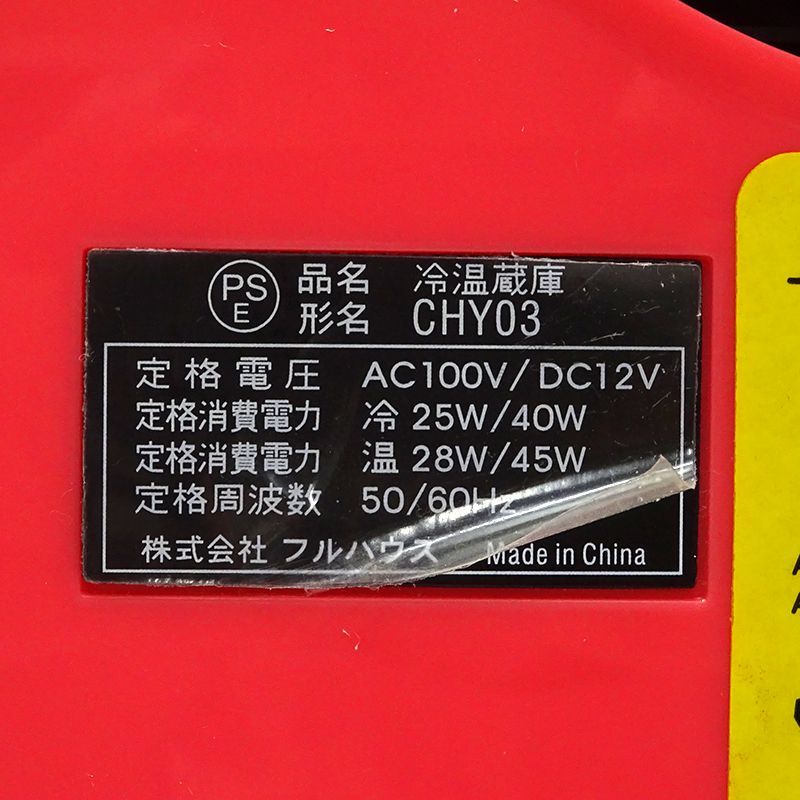 PS
E
品名 冷温蔵庫
形名 CHY03
定格電圧 AC100V/DC12V
定格消費電力 冷 25W/40W
定格消費電力 温 28W/45W
定格周波数 50/60Hz
株式会社 フルハウス Made in China